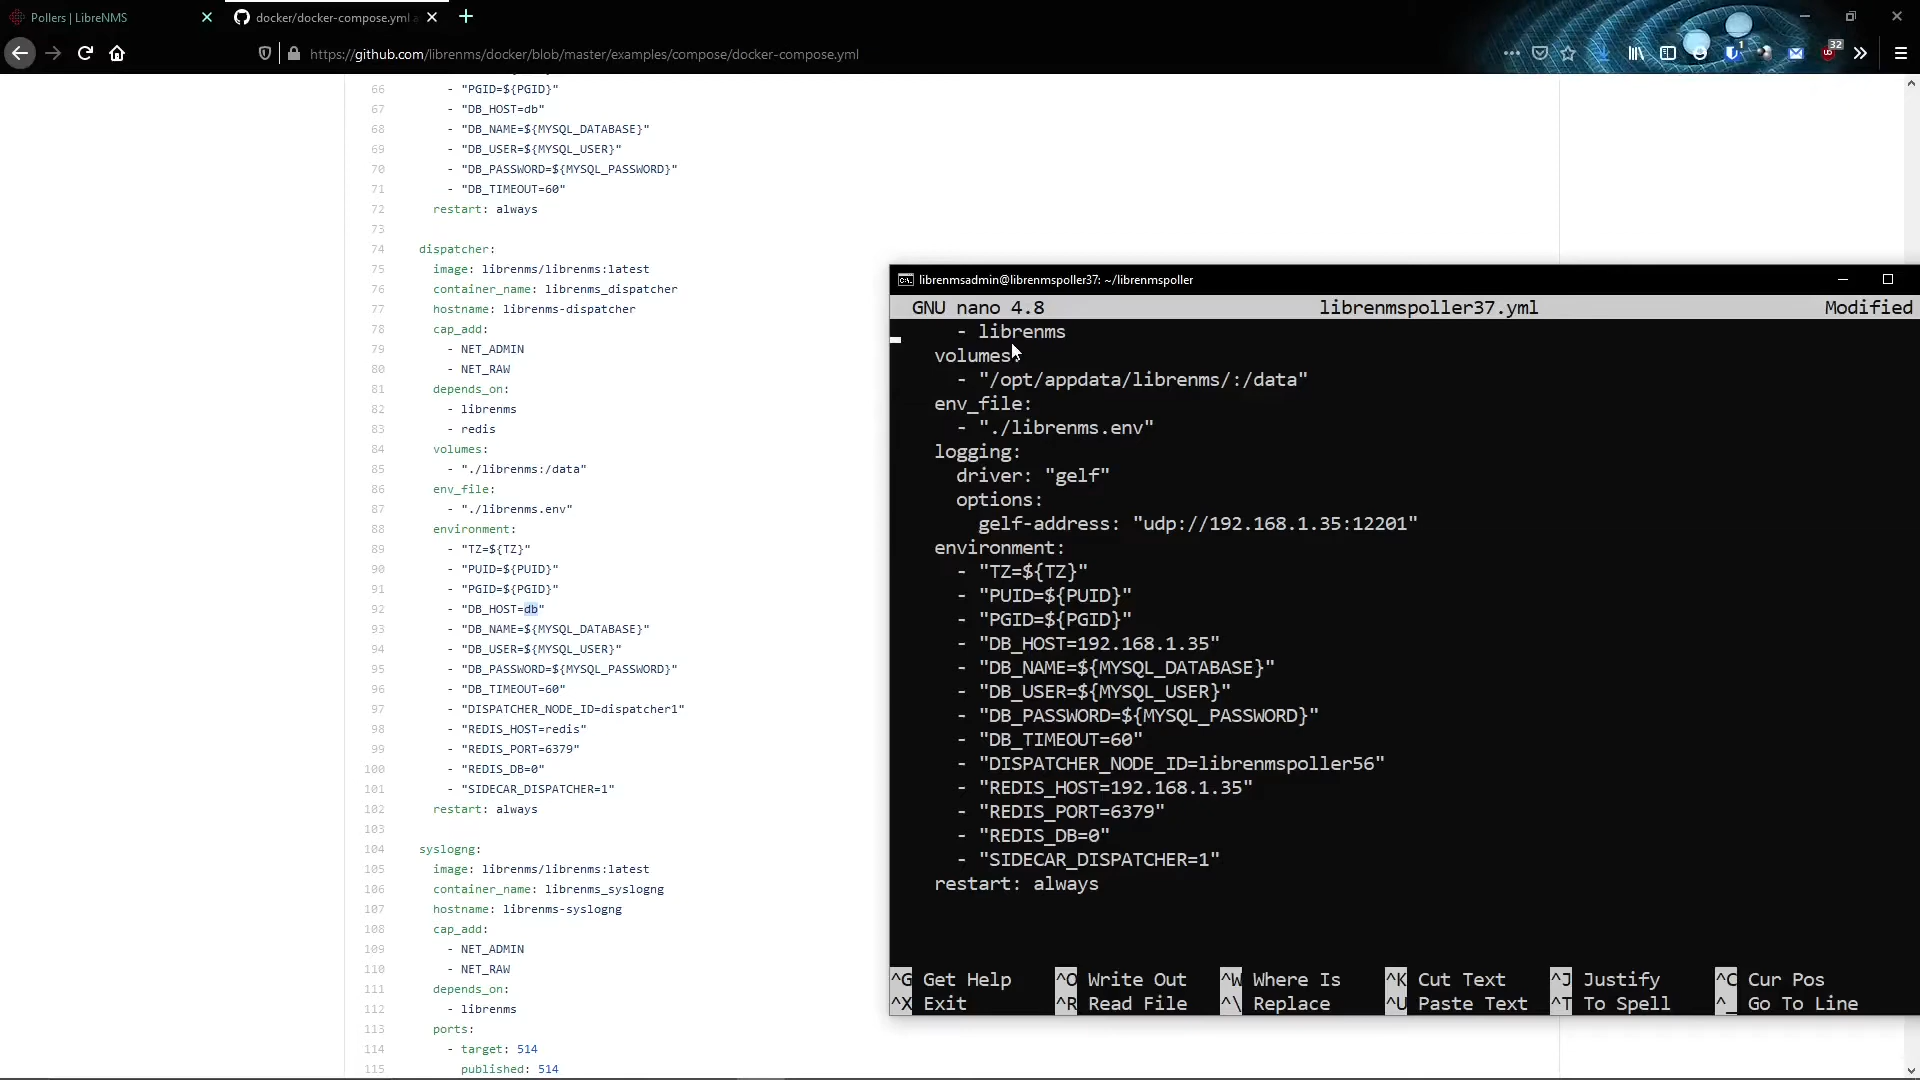 Pollers | LibreNMS
docker/docker-compose.yml
https://github.com/librenms/docker/blob/master/examples/compose/docker-compose.yml
1
32
66 - "PGID=${PGID}"
67 - "DB_HOST=db"
68 - "DB_NAME=${MYSQL_DATABASE}"
69 - "DB_USER=${MYSQL_USER}"
70 - "DB_PASSWORD=${MYSQL_PASSWORD}"
71 - "DB_TIMEOUT=60"
72 restart: always
73
74 dispatcher:
75 image: librenms/librenms:latest
76 container_name: librenms_dispatcher
77 hostname: librenms-dispatcher
78 cap_add:
79 - NET_ADMIN
80 - NET_RAW
81 depends_on:
82 - librenms
83 - redis
84 volumes:
85 - "./librenms:/data"
86 env_file:
87 - "./librenms.env"
88 environment:
89 - "TZ=${TZ}"
90 - "PUID=${PUID}"
91 - "PGID=${PGID}"
92 - "DB_HOST=db"
93 - "DB_NAME=${MYSQL_DATABASE}"
94 - "DB_USER=${MYSQL_USER}"
95 - "DB_PASSWORD=${MYSQL_PASSWORD}"
96 - "DB_TIMEOUT=60"
97 - "DISPATCHER_NODE_ID=dispatcher1"
98 - "REDIS_HOST=redis"
99 - "REDIS_PORT=6379"
100 - "REDIS_DB=0"
101 - "SIDECAR_DISPATCHER=1"
102 restart: always
103
104 syslogng:
105 image: librenms/librenms:latest
106 container_name: librenms_syslogng
107 hostname: librenms-syslogng
108 cap_add:
109 - NET_ADMIN
110 - NET_RAW
111 depends_on:
112 - librenms
113 ports:
114 - target: 514
115 published: 514
librenmsadmin@librenmspoller37: ~/librenmspoller
GNU nano 4.8 librenmspoller37.yml Modified
- librenms
volumes:
- "/opt/appdata/librenms/:/data"
env_file:
- "./librenms.env"
logging:
driver: "gelf"
options:
gelf-address: "udp://192.168.1.35:12201"
environment:
- "TZ=${TZ}"
- "PUID=${PUID}"
- "PGID=${PGID}"
- "DB_HOST=192.168.1.35"
- "DB_NAME=${MYSQL_DATABASE}"
- "DB_USER=${MYSQL_USER}"
- "DB_PASSWORD=${MYSQL_PASSWORD}"
- "DB_TIMEOUT=60"
- "DISPATCHER_NODE_ID=librenmspoller56"
- "REDIS_HOST=192.168.1.35"
- "REDIS_PORT=6379"
- "REDIS_DB=0"
- "SIDECAR_DISPATCHER=1"
restart: always
^G Get Help ^O Write Out ^W Where Is ^K Cut Text ^J Justify ^C Cur Pos
^X Exit ^R Read File ^\ Replace ^U Paste Text ^T To Spell ^_ Go To Line